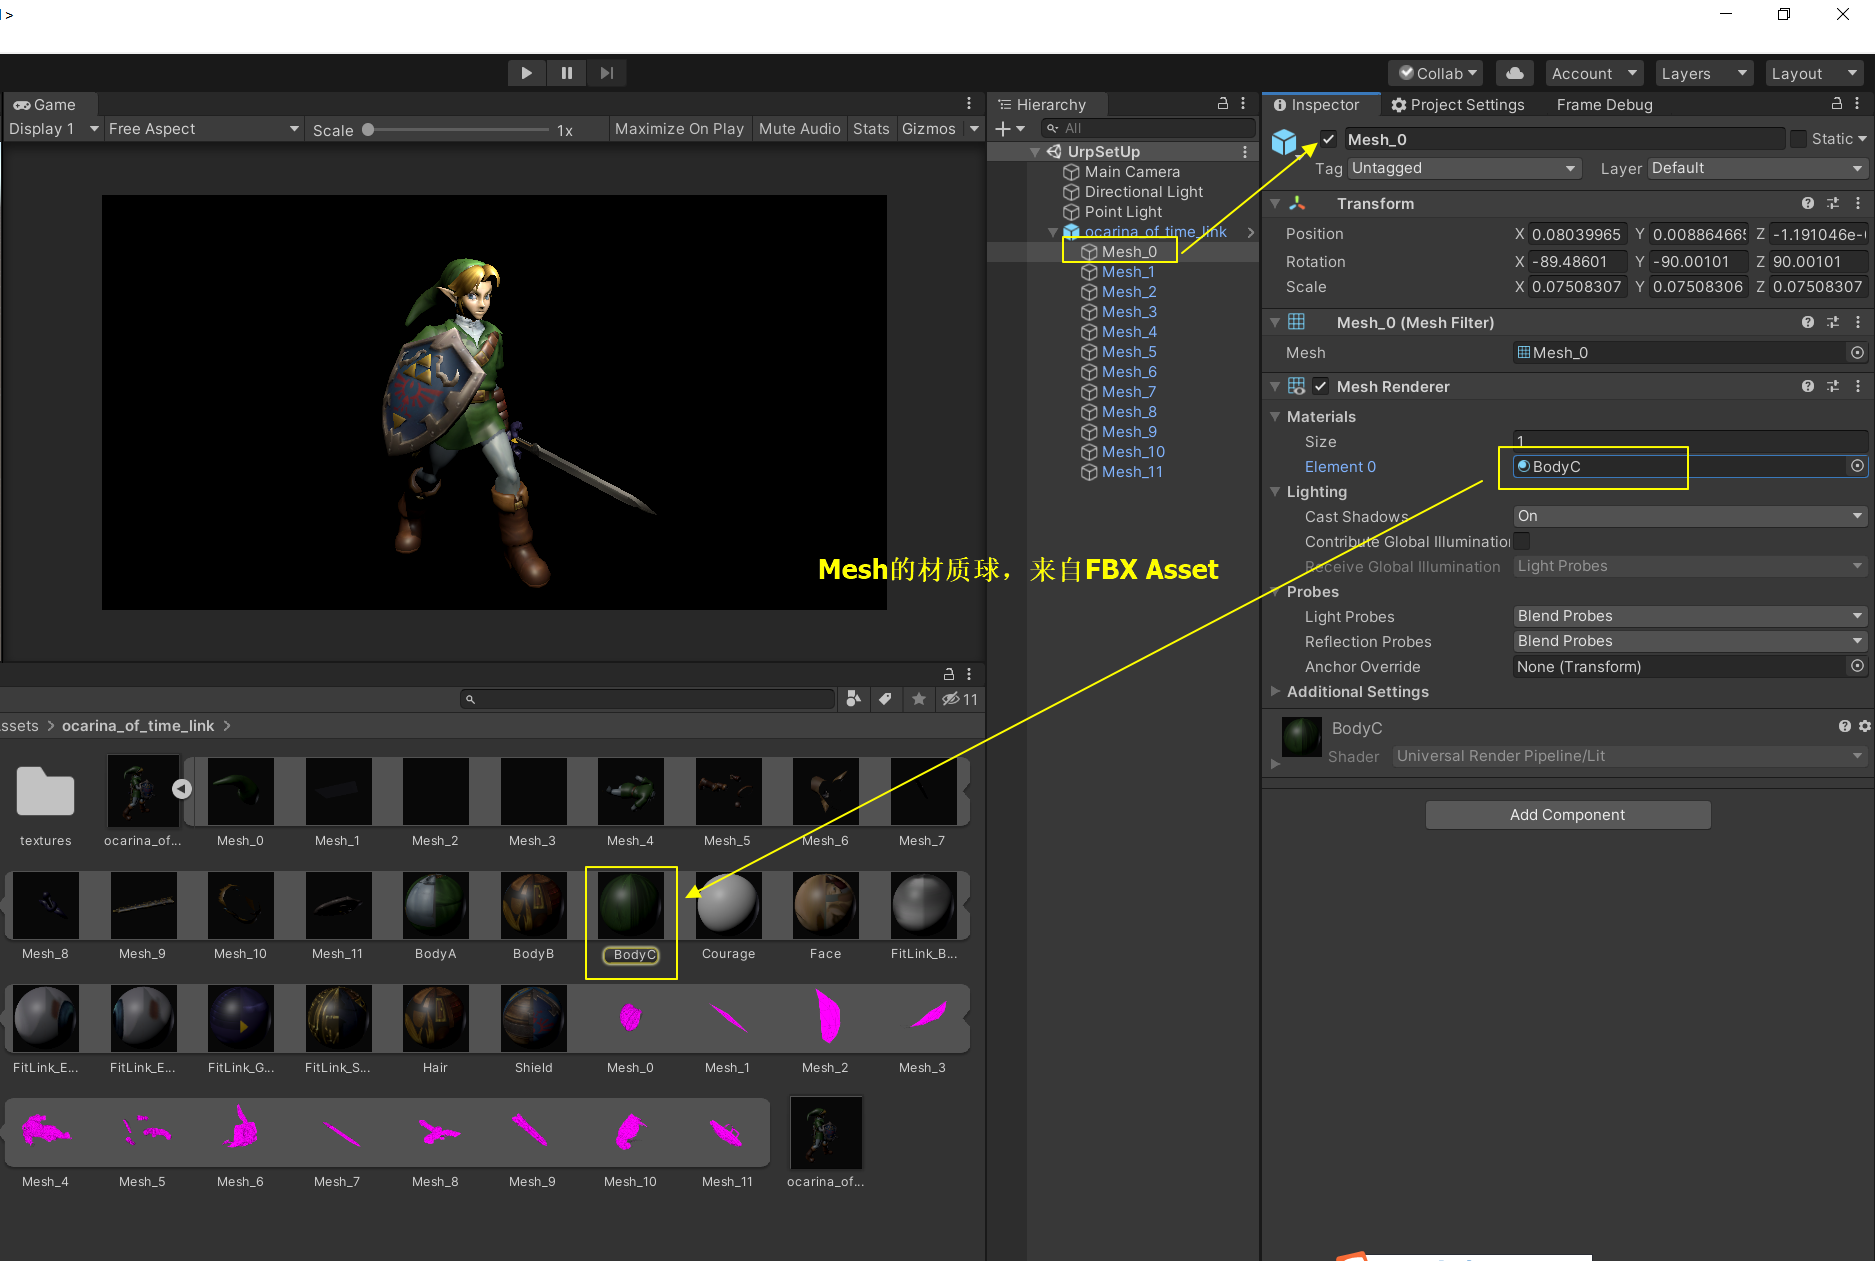 >
Collab
Account
Layers
Layout
Game
Display 1
Free Aspect
Scale
1x
Maximize On Play
Mute Audio
Stats
Gizmos
Hierarchy
All
UrpSetUp
Main Camera
Directional Light
Point Light
ocarina_of_time_link
Mesh_0
Mesh_1
Mesh_2
Mesh_3
Mesh_4
Mesh_5
Mesh_6
Mesh_7
Mesh_8
Mesh_9
Mesh_10
Mesh_11
Mesh的材质球，来自FBX Asset
Inspector
Project Settings
Frame Debug
Mesh_0
Static
Tag Untagged
Layer Default
Transform
Position X 0.08039965 Y 0.008864665 Z -1.191046e-
Rotation X -89.48601 Y -90.00101 Z 90.00101
Scale X 0.07508307 Y 0.07508306 Z 0.07508307
Mesh_0 (Mesh Filter)
Mesh Mesh_0
Mesh Renderer
Materials
Size 1
Element 0 BodyC
Lighting
Cast Shadows On
Contribute Global Illumination
Receive Global Illumination Light Probes
Probes
Light Probes Blend Probes
Reflection Probes Blend Probes
Anchor Override None (Transform)
Additional Settings
BodyC
Shader Universal Render Pipeline/Lit
Add Component
11
ssets > ocarina_of_time_link >
textures ocarina_of... Mesh_0 Mesh_1 Mesh_2 Mesh_3 Mesh_4 Mesh_5 Mesh_6 Mesh_7
Mesh_8 Mesh_9 Mesh_10 Mesh_11 BodyA BodyB BodyC Courage Face FitLink_B...
FitLink_E... FitLink_E... FitLink_G... FitLink_S... Hair Shield Mesh_0 Mesh_1 Mesh_2 Mesh_3
Mesh_4 Mesh_5 Mesh_6 Mesh_7 Mesh_8 Mesh_9 Mesh_10 Mesh_11 ocarina_of...